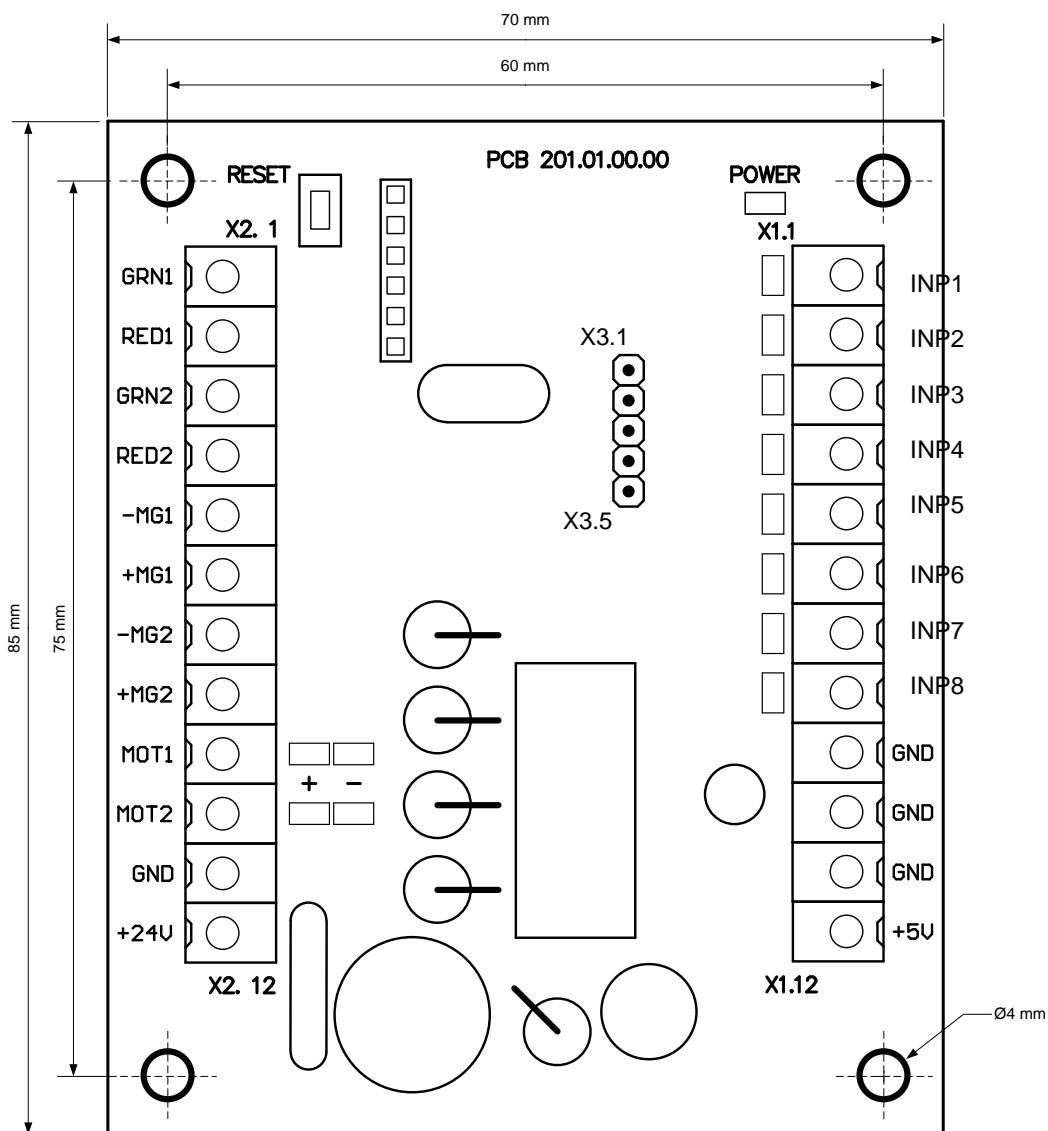 70 mm
60 mm
PCB 201.01.00.00
RESET
POWER
X2. 1
X1.1
GRN1
INP1
RED1
INP2
X3.1
GRN2
INP3
RED2
INP4
-MG1
INP5
X3.5
+MG1
INP6
-MG2
INP7
+MG2
INP8
MOT1
GND
+ -
MOT2
GND
GND
GND
+24V
+5V
X2. 12
X1.12
Ø4 mm
85 mm
75 mm